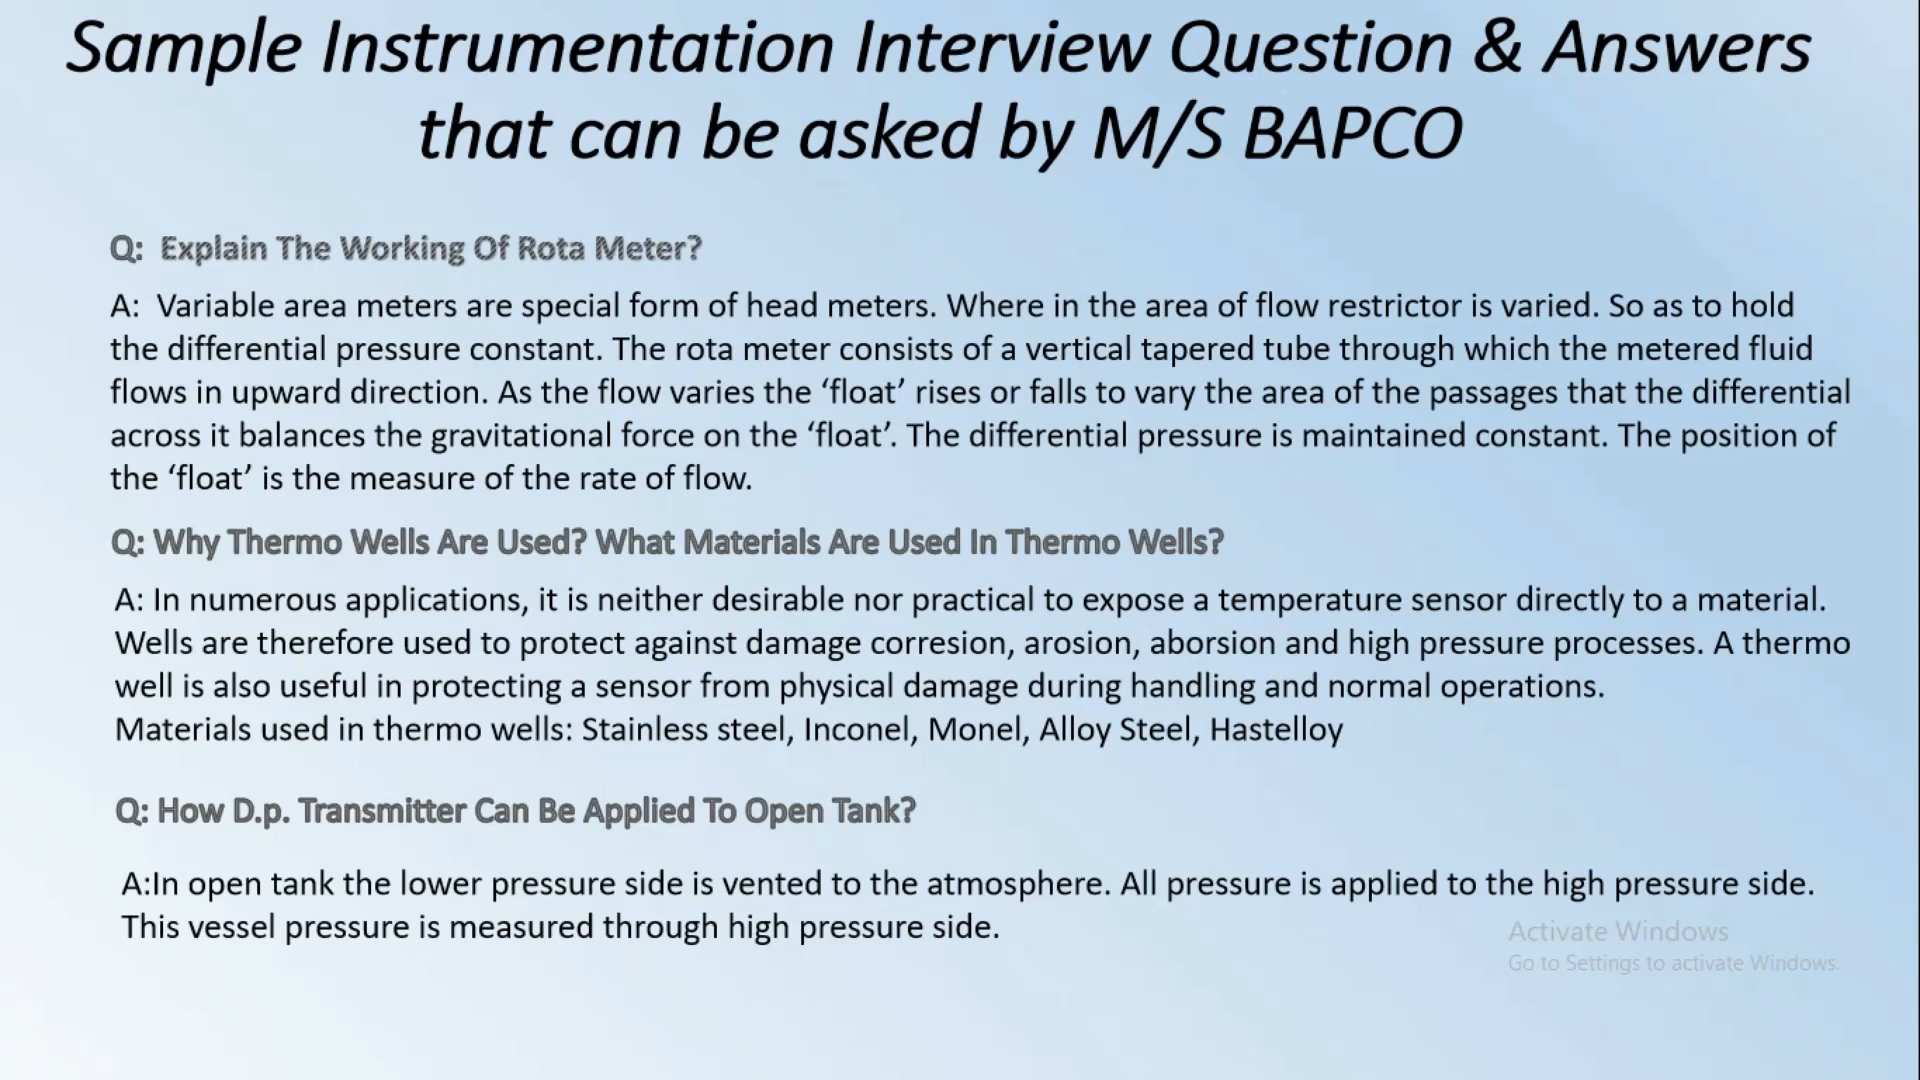 Sample Instrumentation Interview Question & Answers
that can be asked by M/S BAPCO
Q:  Explain The Working Of Rota Meter?
A:  Variable area meters are special form of head meters. Where in the area of flow restrictor is varied. So as to hold
the differential pressure constant. The rota meter consists of a vertical tapered tube through which the metered fluid
flows in upward direction. As the flow varies the ‘float’ rises or falls to vary the area of the passages that the differential
across it balances the gravitational force on the ‘float’. The differential pressure is maintained constant. The position of
the ‘float’ is the measure of the rate of flow.
Q: Why Thermo Wells Are Used? What Materials Are Used In Thermo Wells?
A: In numerous applications, it is neither desirable nor practical to expose a temperature sensor directly to a material.
Wells are therefore used to protect against damage corresion, arosion, aborsion and high pressure processes. A thermo
well is also useful in protecting a sensor from physical damage during handling and normal operations.
Materials used in thermo wells: Stainless steel, Inconel, Monel, Alloy Steel, Hastelloy
Q: How D.p. Transmitter Can Be Applied To Open Tank?
A:In open tank the lower pressure side is vented to the atmosphere. All pressure is applied to the high pressure side.
This vessel pressure is measured through high pressure side.
Activate Windows
Go to Settings to activate Windows.